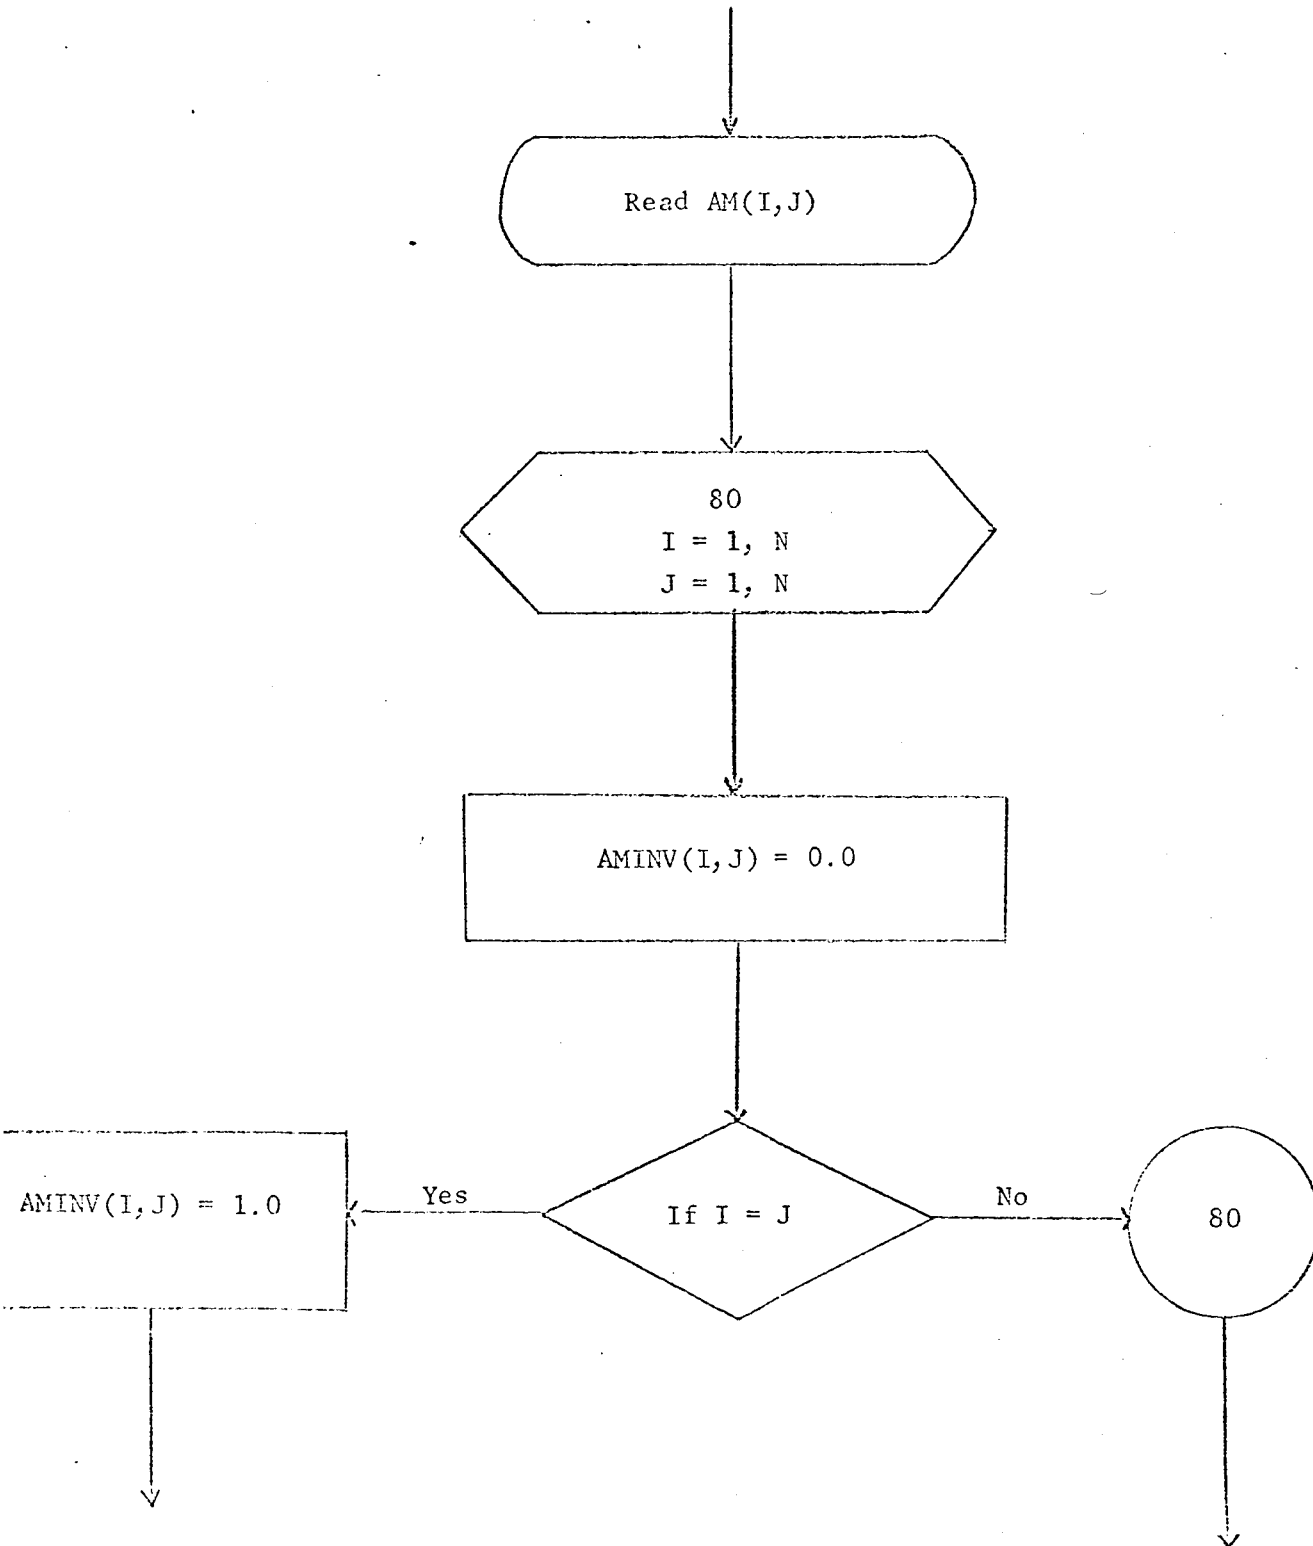 Read AM(I,J)
80
I = 1, N
J = 1, N
AMINV(I,J) = 0.0
AMINV(I,J) = 1.0
Yes
If I = J
No
80